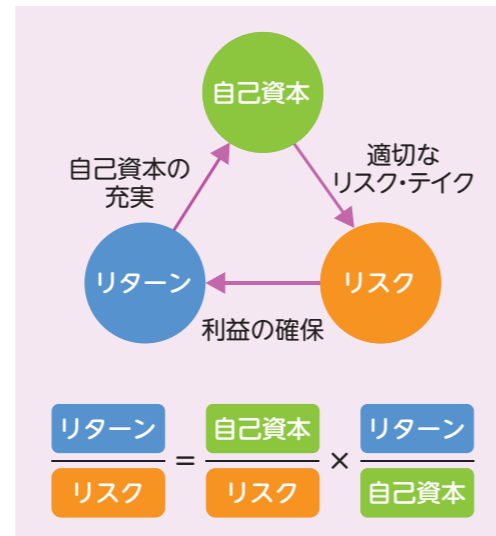 自己資本
適切な
リスク・テイク
自己資本の
充実
リターン
リスク
利益の確保
リターン = 自己資本 × リターン
リスク リスク 自己資本